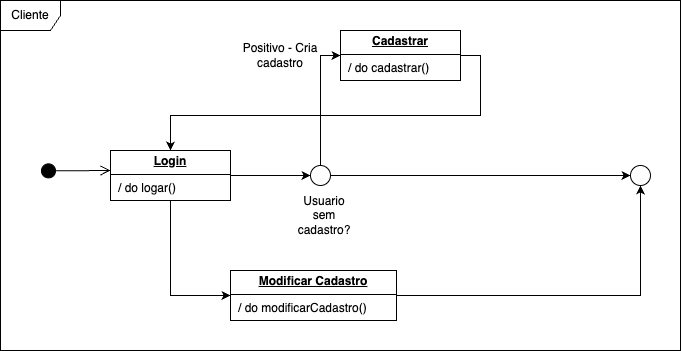 Cliente
Positivo - Cria
cadastro
Cadastrar
/ do cadastrar()
Login
/ do logar()
Usuario
sem
cadastro?
Modificar Cadastro
/ do modificarCadastro()